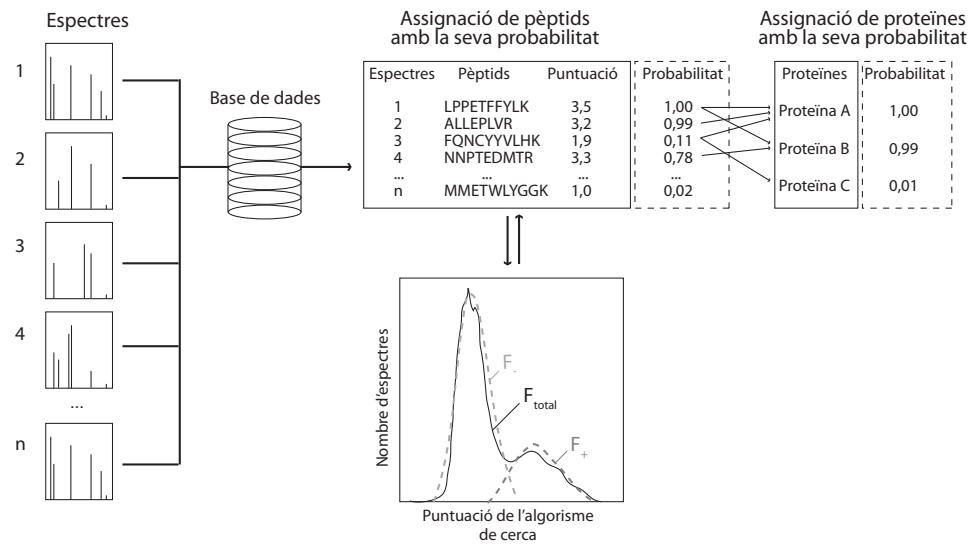 Espectres
1
2
3
4
...
n
Base de dades
Assignació de pèptids
amb la seva probabilitat
Espectres Pèptids Puntuació Probabilitat
1 LPPETFFYLK 3,5 1,00
2 ALLEPLVR 3,2 0,99
3 FQNCYYVLHK 1,9 0,11
4 NNPTEDMTR 3,3 0,78
... ... ... ...
n MMETWLYGGK 1,0 0,02
Assignació de proteïnes
amb la seva probabilitat
Proteïnes Probabilitat
Proteïna A 1,00
Proteïna B 0,99
Proteïna C 0,01
Nombre d'espectres
F-
Ftotal
F+
Puntuació de l'algorisme
de cerca